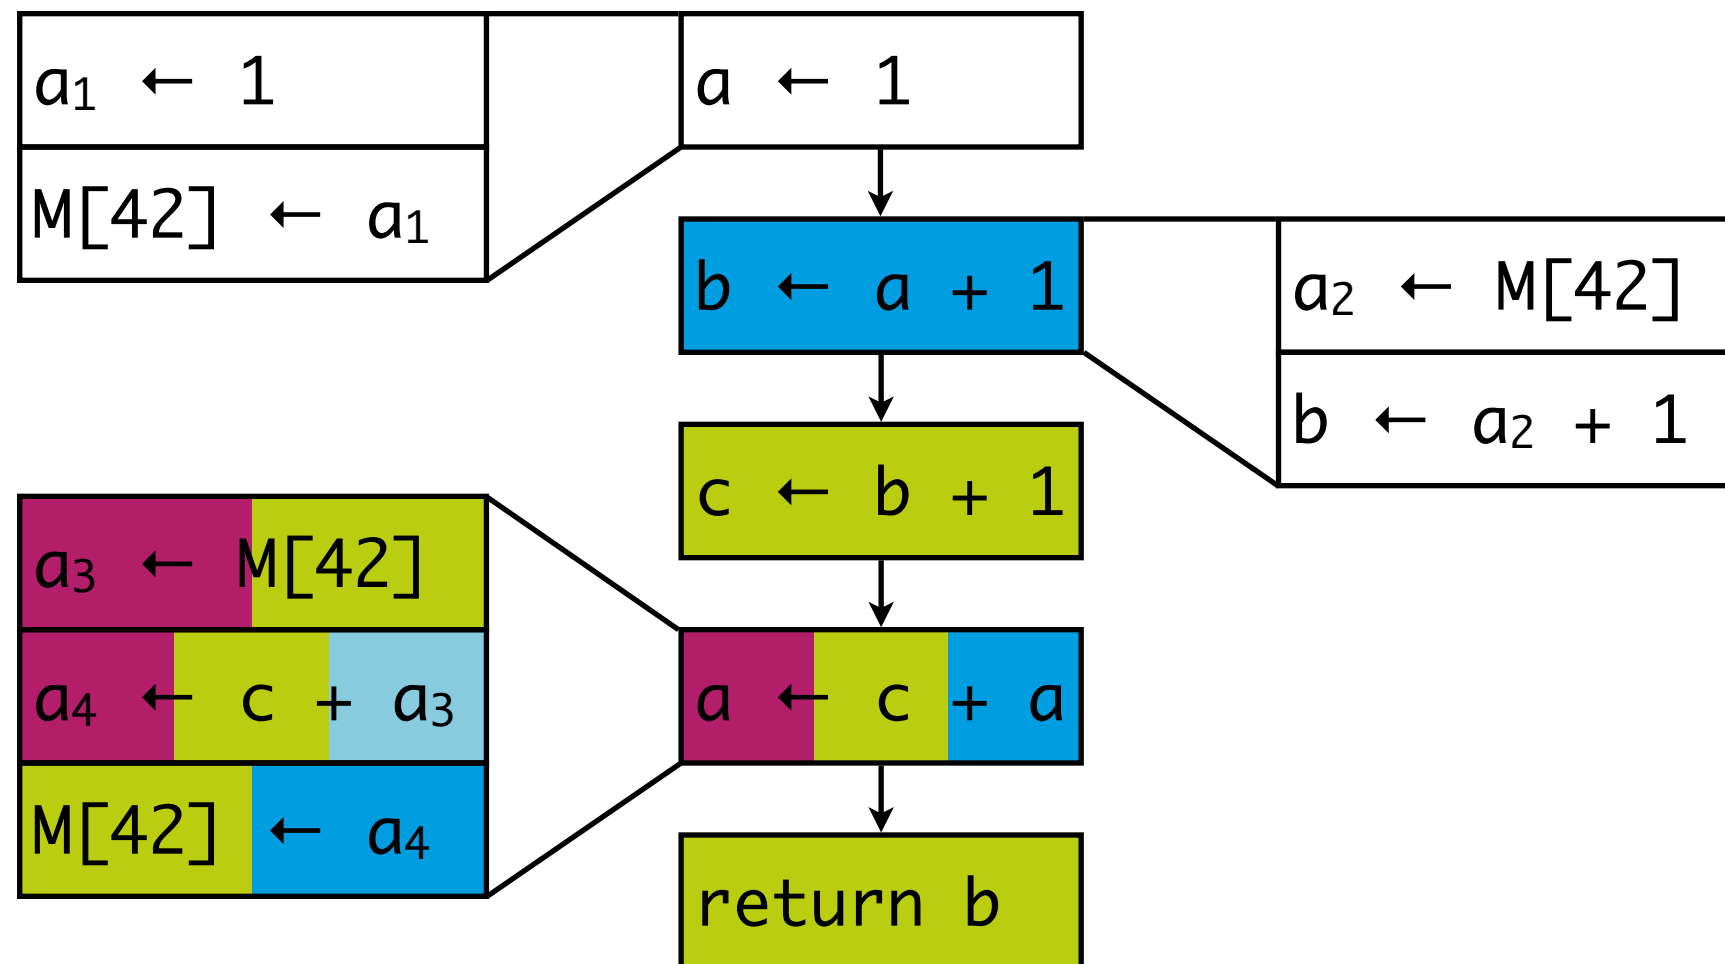 a₁ ← 1
M[42] ← a₁
a ← 1
b ← a + 1
a₂ ← M[42]
b ← a₂ + 1
c ← b + 1
a₃ ← M[42]
a₄ ← c + a₃
M[42] ← a₄
a ← c + a
return b